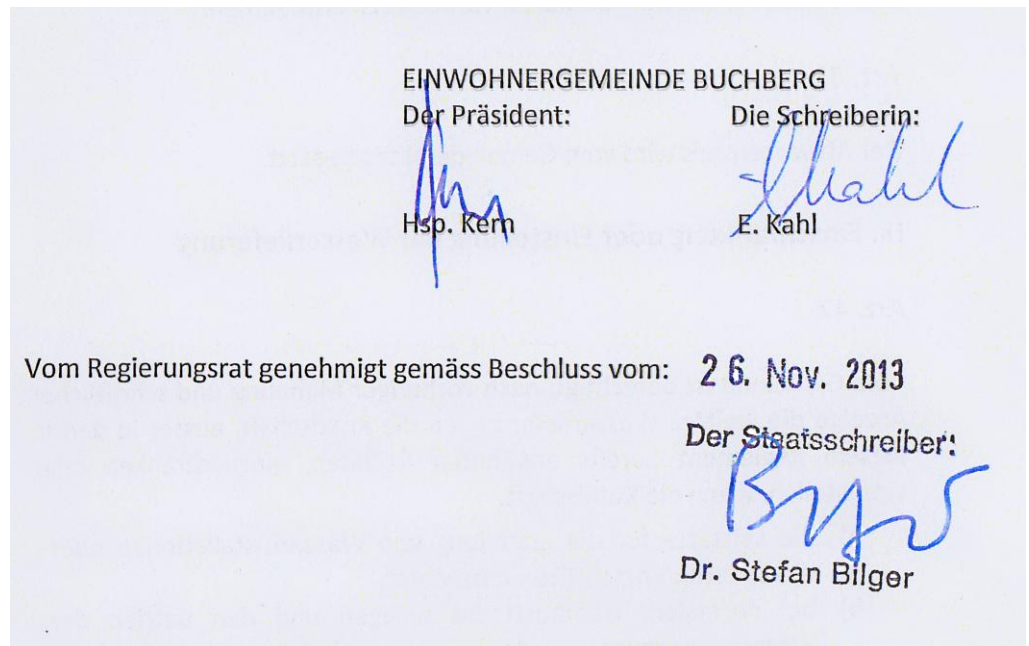 EINWOHNERGEMEINDE BUCHBERG
Der Präsident: Die Schreiberin:
Hsp. Kern E. Kahl
Vom Regierungsrat genehmigt gemäss Beschluss vom: 26. Nov. 2013
Der Staatsschreiber:
Dr. Stefan Bilger